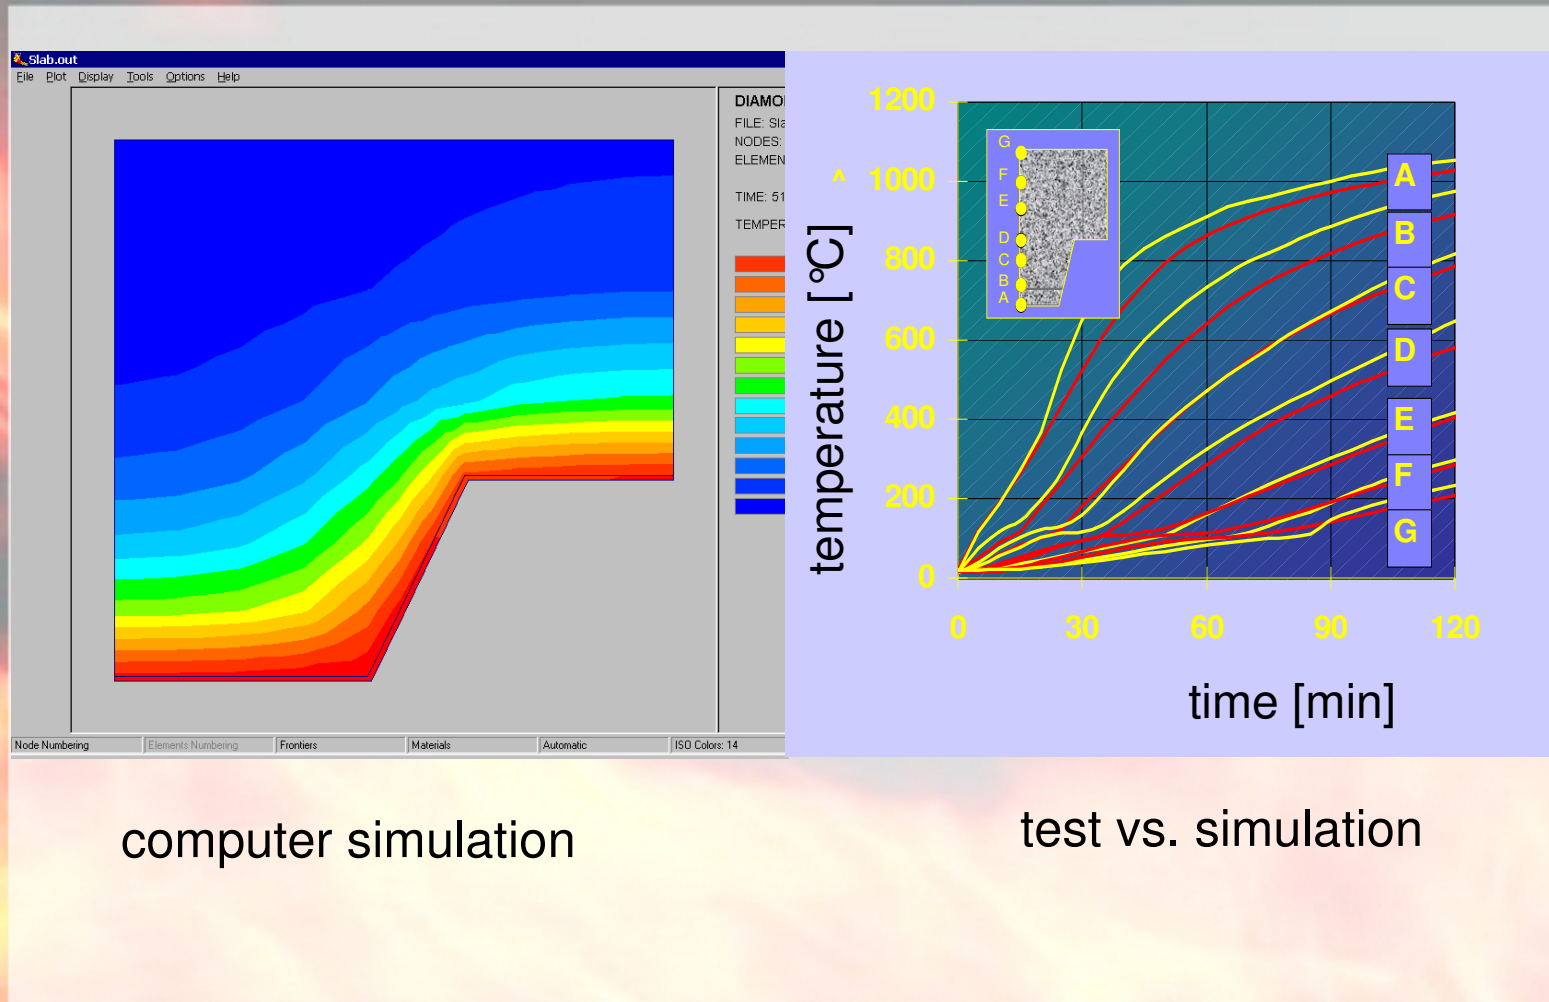 Slab.out
File Plot Display Tools Options Help
DIAMO
FILE: Sla
NODES:
ELEMEN
TIME: 51
TEMPER
Node Numbering Elements Numbering Frontiers Materials Automatic ISO Colors: 14
1200
1000
800
600
400
200
0
0 30 60 90 120
temperature [°C]
time [min]
G
F
E
D
C
B
A
A
B
C
D
E
F
G
computer simulation
test vs. simulation